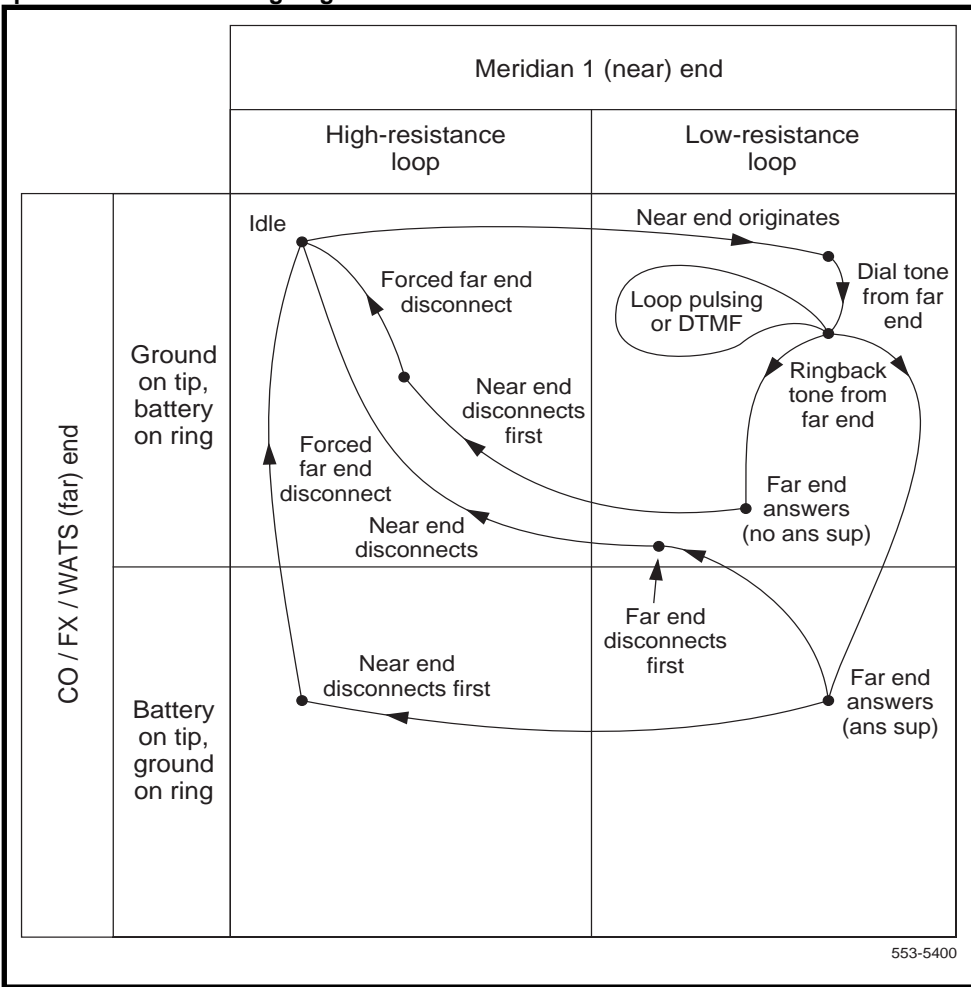 Meridian 1 (near) end
High-resistance
loop
Low-resistance
loop
CO / FX / WATS (far) end
Ground
on tip,
battery
on ring
Idle
Near end originates
Forced far end
disconnect
Loop pulsing
or DTMF
Dial tone
from far
end
Ringback
tone from
far end
Near end
disconnects
first
Forced
far end
disconnect
Near end
disconnects
Far end
answers
(no ans sup)
Battery
on tip,
ground
on ring
Near end
disconnects first
Far end
disconnects
first
Far end
answers
(ans sup)
553-5400